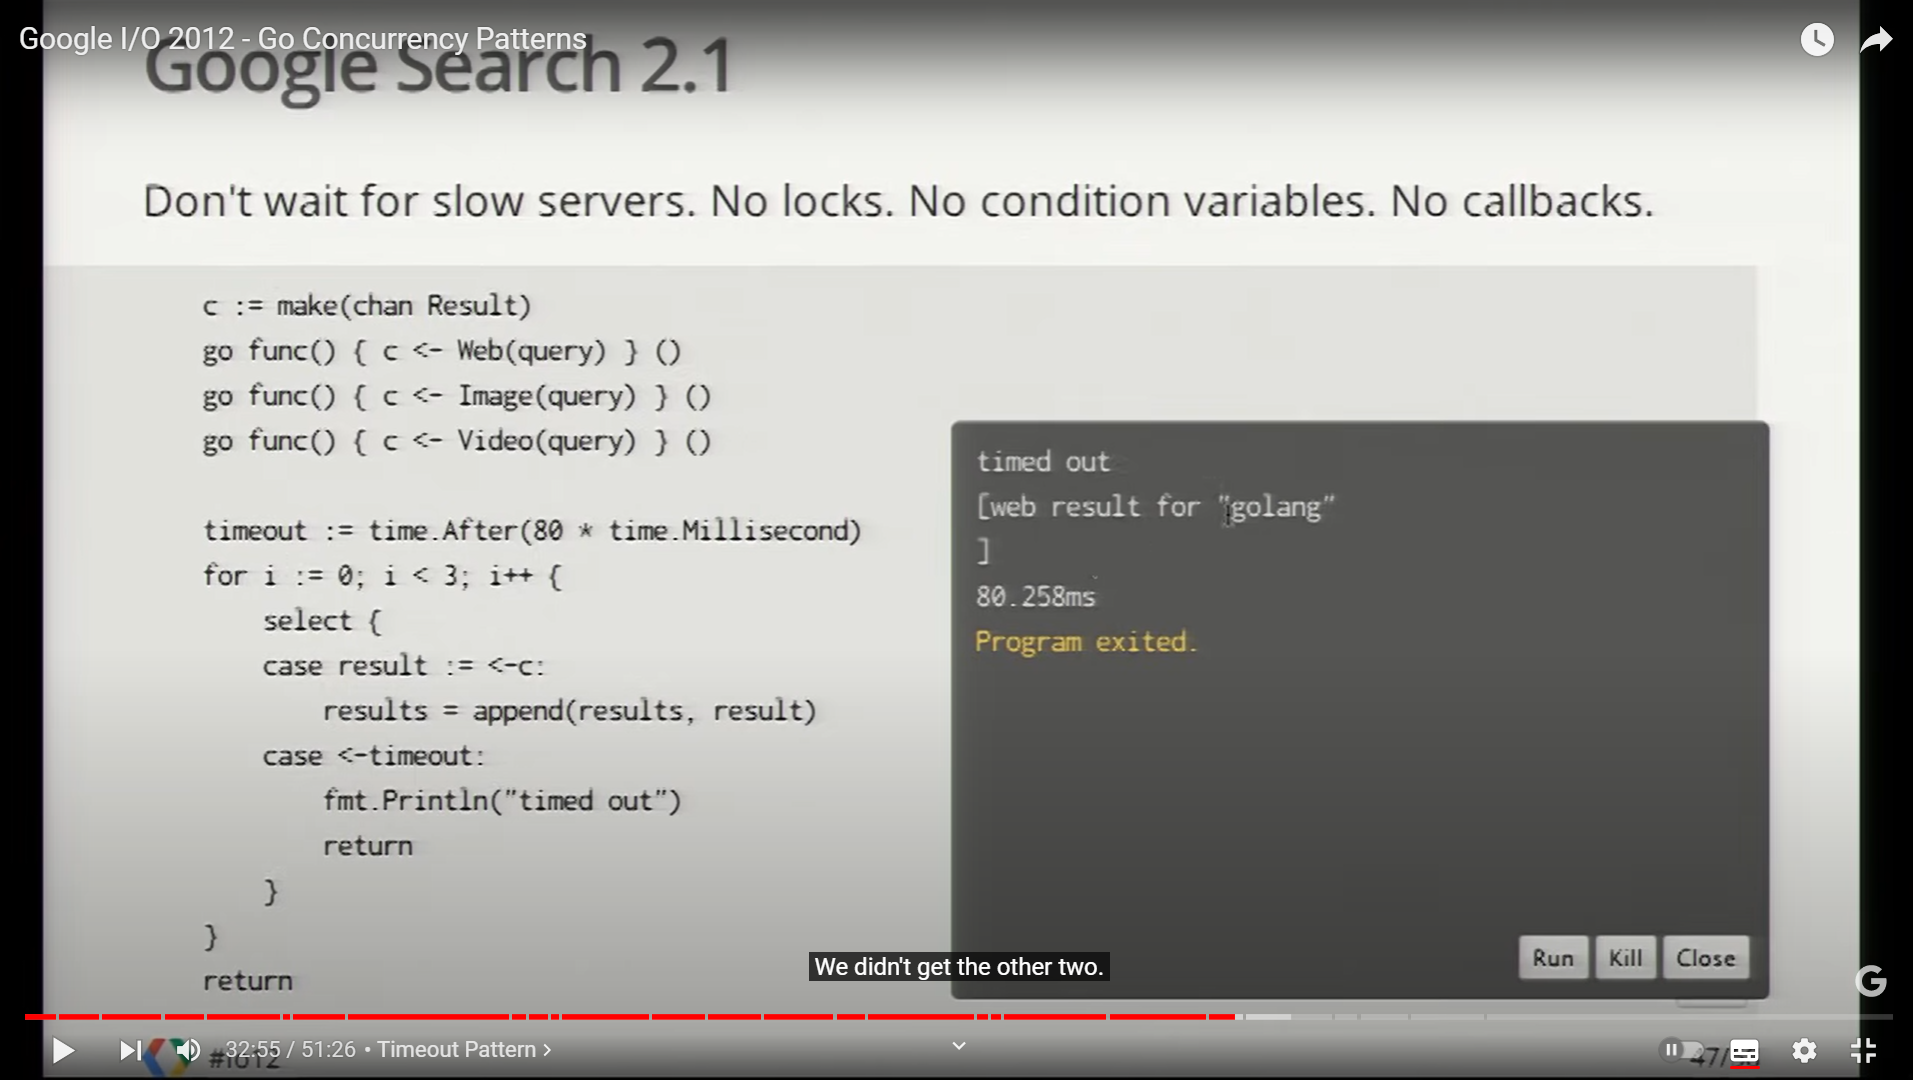 Google I/O 2012 - Go Concurrency Patterns
Google Search 2.1
Don't wait for slow servers. No locks. No condition variables. No callbacks.
c := make(chan Result)
go func() { c <- Web(query) } ()
go func() { c <- Image(query) } ()
go func() { c <- Video(query) } ()
timeout := time.After(80 * time.Millisecond)
for i := 0; i < 3; i++ {
select {
case result := <-c:
results = append(results, result)
case <-timeout:
fmt.Println("timed out")
return
}
}
return
timed out
[web result for "golang"
]
80.258ms
Program exited.
Run Kill Close
We didn't get the other two.
G
32:55 / 51:26 • Timeout Pattern >
#io12